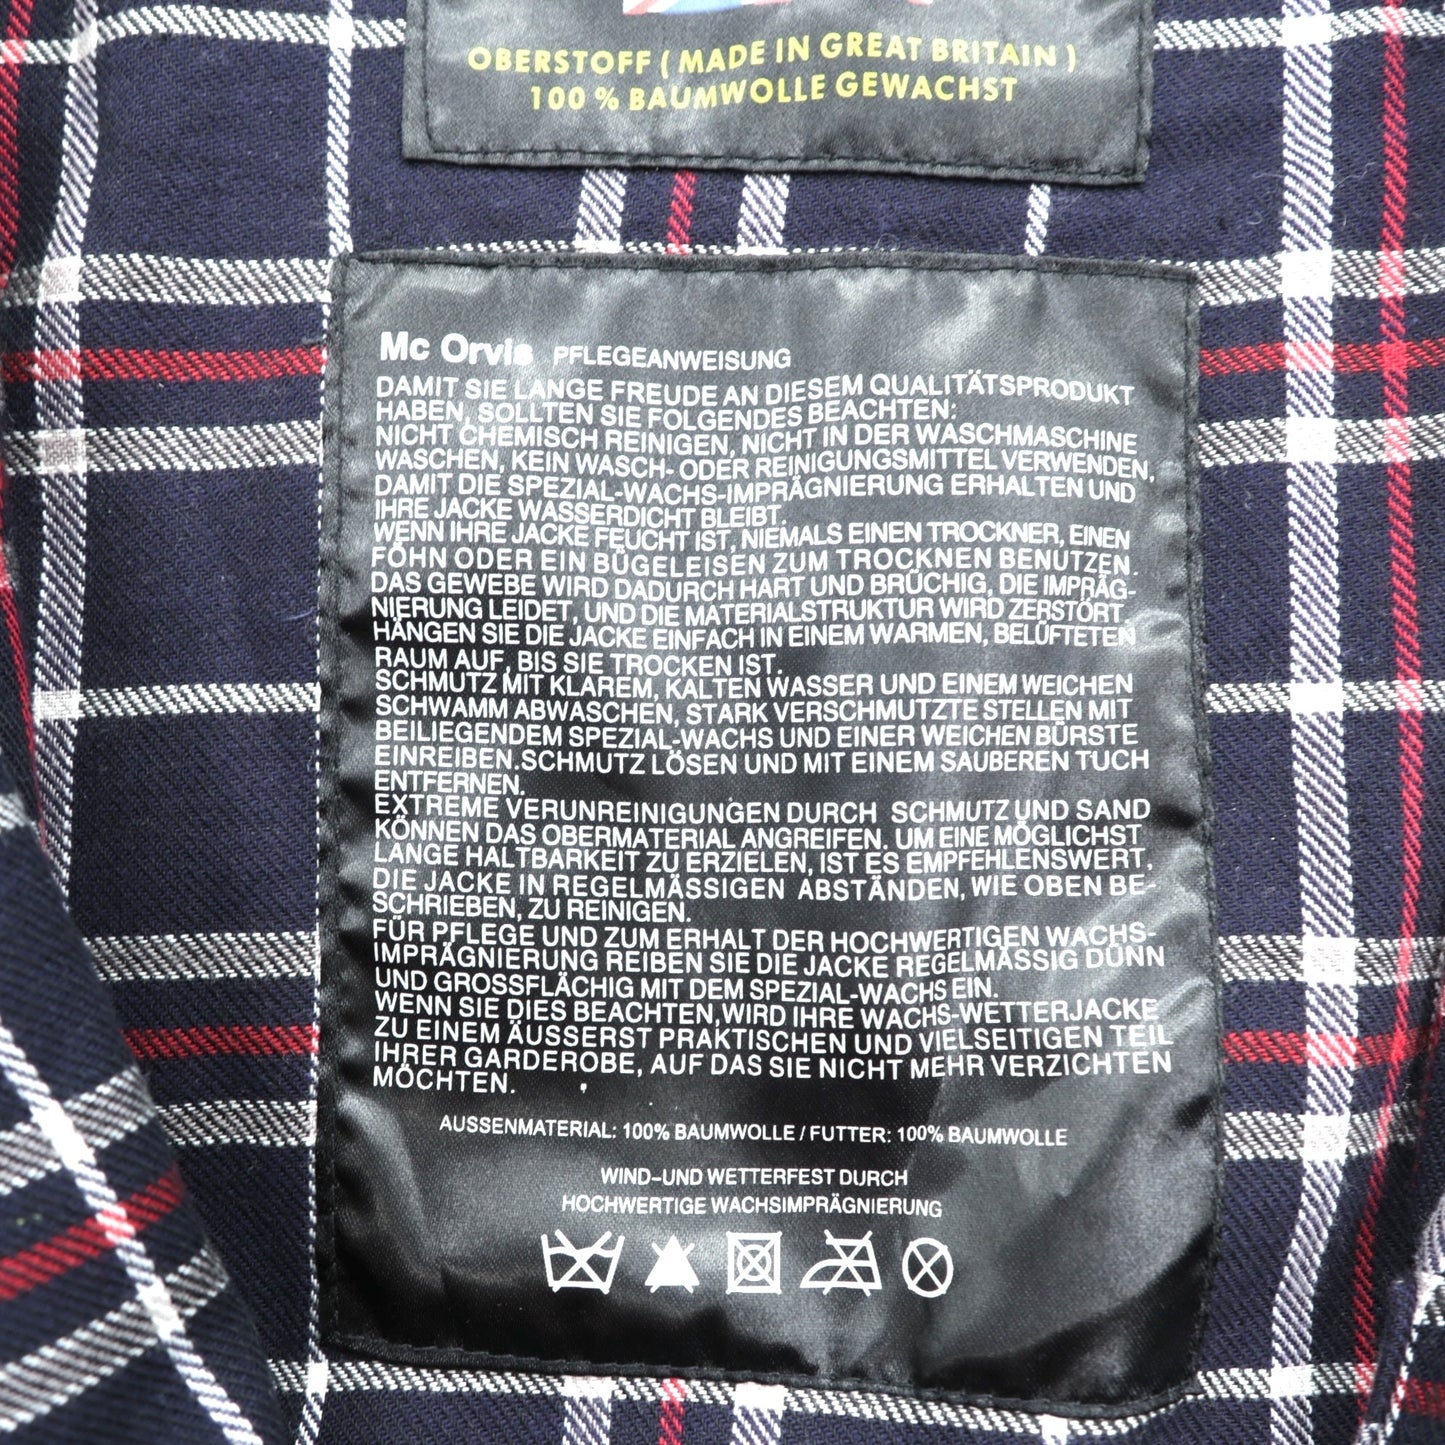 OBERSTOFF ( MADE IN GREAT BRITAIN )
100 % BAUMWOLLE GEWACHST
Mc Orvis PFLEGEANWEISUNG
DAMIT SIE LANGE FREUDE AN DIESEM QUALITÄTSPRODUKT
HABEN, SOLLTEN SIE FOLGENDES BEACHTEN:
NICHT CHEMISCH REINIGEN, NICHT IN DER WASCHMASCHINE
WASCHEN, KEIN WASCH- ODER REINIGUNGSMITTEL VERWENDEN,
DAMIT DIE SPEZIAL-WACHS-IMPRÄGNIERUNG ERHALTEN UND
IHRE JACKE WASSERDICHT BLEIBT.
WENN IHRE JACKE FEUCHT IST, NIEMALS EINEN TROCKNER, EINEN
FÖHN ODER EIN BÜGELEISEN ZUM TROCKNEN BENUTZEN.
DAS GEWEBE WIRD DADURCH HART UND BRÜCHIG, DIE IMPRÄG-
NIERUNG LEIDET, UND DIE MATERIALSTRUKTUR WIRD ZERSTÖRT.
HÄNGEN SIE DIE JACKE EINFACH IN EINEM WARMEN, BELÜFTETEN
RAUM AUF, BIS SIE TROCKEN IST.
SCHMUTZ MIT KLAREM, KALTEN WASSER UND EINEM WEICHEN
SCHWAMM ABWASCHEN, STARK VERSCHMUTZTE STELLEN MIT
BEILIEGENDEM SPEZIAL-WACHS UND EINER WEICHEN BÜRSTE
EINREIBEN.SCHMUTZ LÖSEN UND MIT EINEM SAUBEREN TUCH
ENTFERNEN.
EXTREME VERUNREINIGUNGEN DURCH SCHMUTZ UND SAND
KÖNNEN DAS OBERMATERIAL ANGREIFEN. UM EINE MÖGLICHST
LANGE HALTBARKEIT ZU ERZIELEN, IST ES EMPFEHLENSWERT,
DIE JACKE IN REGELMÄSSIGEN ABSTÄNDEN, WIE OBEN BE-
SCHRIEBEN, ZU REINIGEN.
FÜR PFLEGE UND ZUM ERHALT DER HOCHWERTIGEN WACHS-
IMPRÄGNIERUNG REIBEN SIE DIE JACKE REGELMÄSSIG DÜNN
UND GROSSFLÄCHIG MIT DEM SPEZIAL-WACHS EIN.
WENN SIE DIES BEACHTEN,WIRD IHRE WACHS-WETTERJACKE
ZU EINEM ÄUSSERST PRAKTISCHEN UND VIELSEITIGEN TEIL
IHRER GARDEROBE, AUF DAS SIE NICHT MEHR VERZICHTEN
MÖCHTEN.
AUSSENMATERIAL: 100% BAUMWOLLE / FUTTER: 100% BAUMWOLLE
WIND-UND WETTERFEST DURCH
HOCHWERTIGE WACHSIMPRÄGNIERUNG